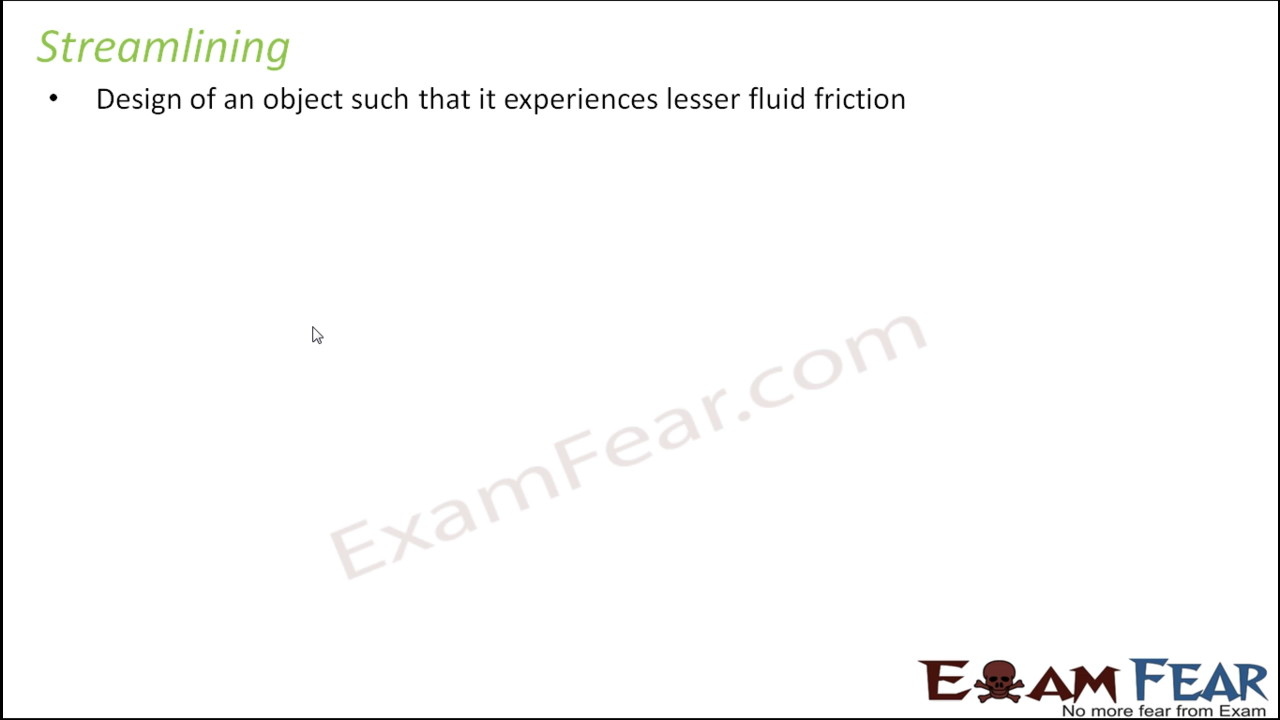 Streamlining
• Design of an object such that it experiences lesser fluid friction
ExamFear.com
EXAM FEAR
No more fear from Exam